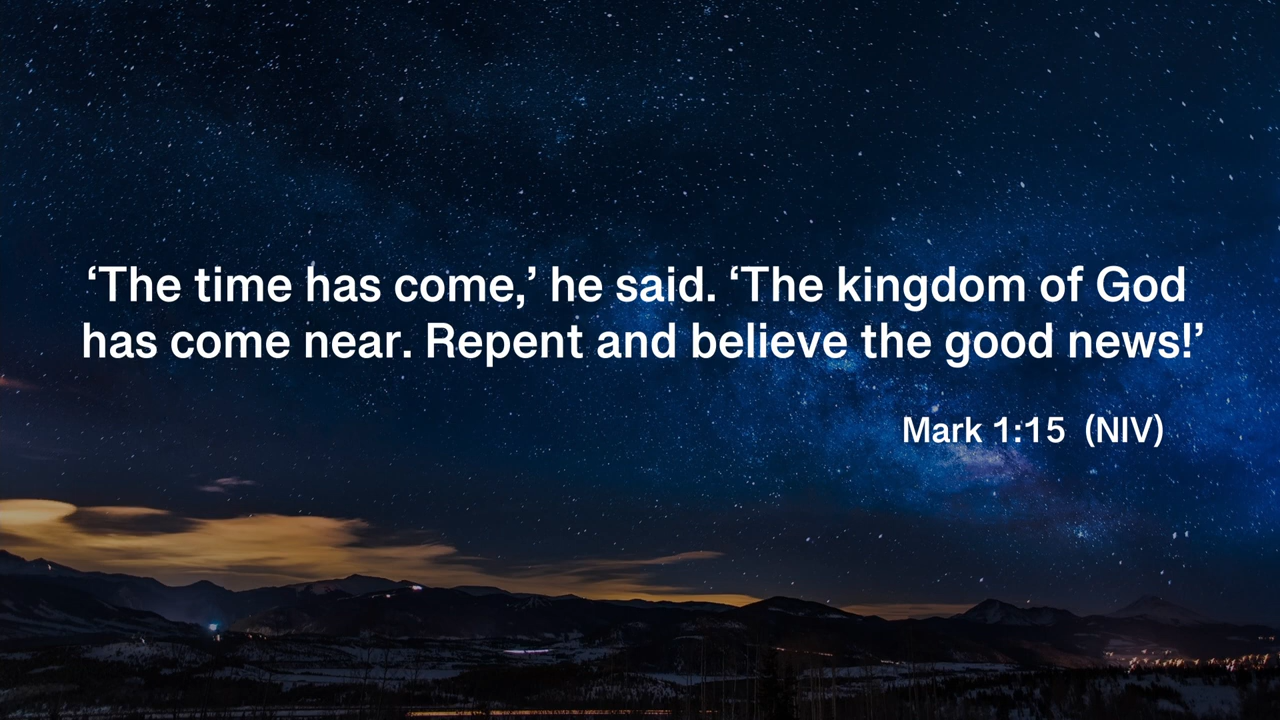 ‘The time has come,’ he said. ‘The kingdom of God
has come near. Repent and believe the good news!’
Mark 1:15 (NIV)